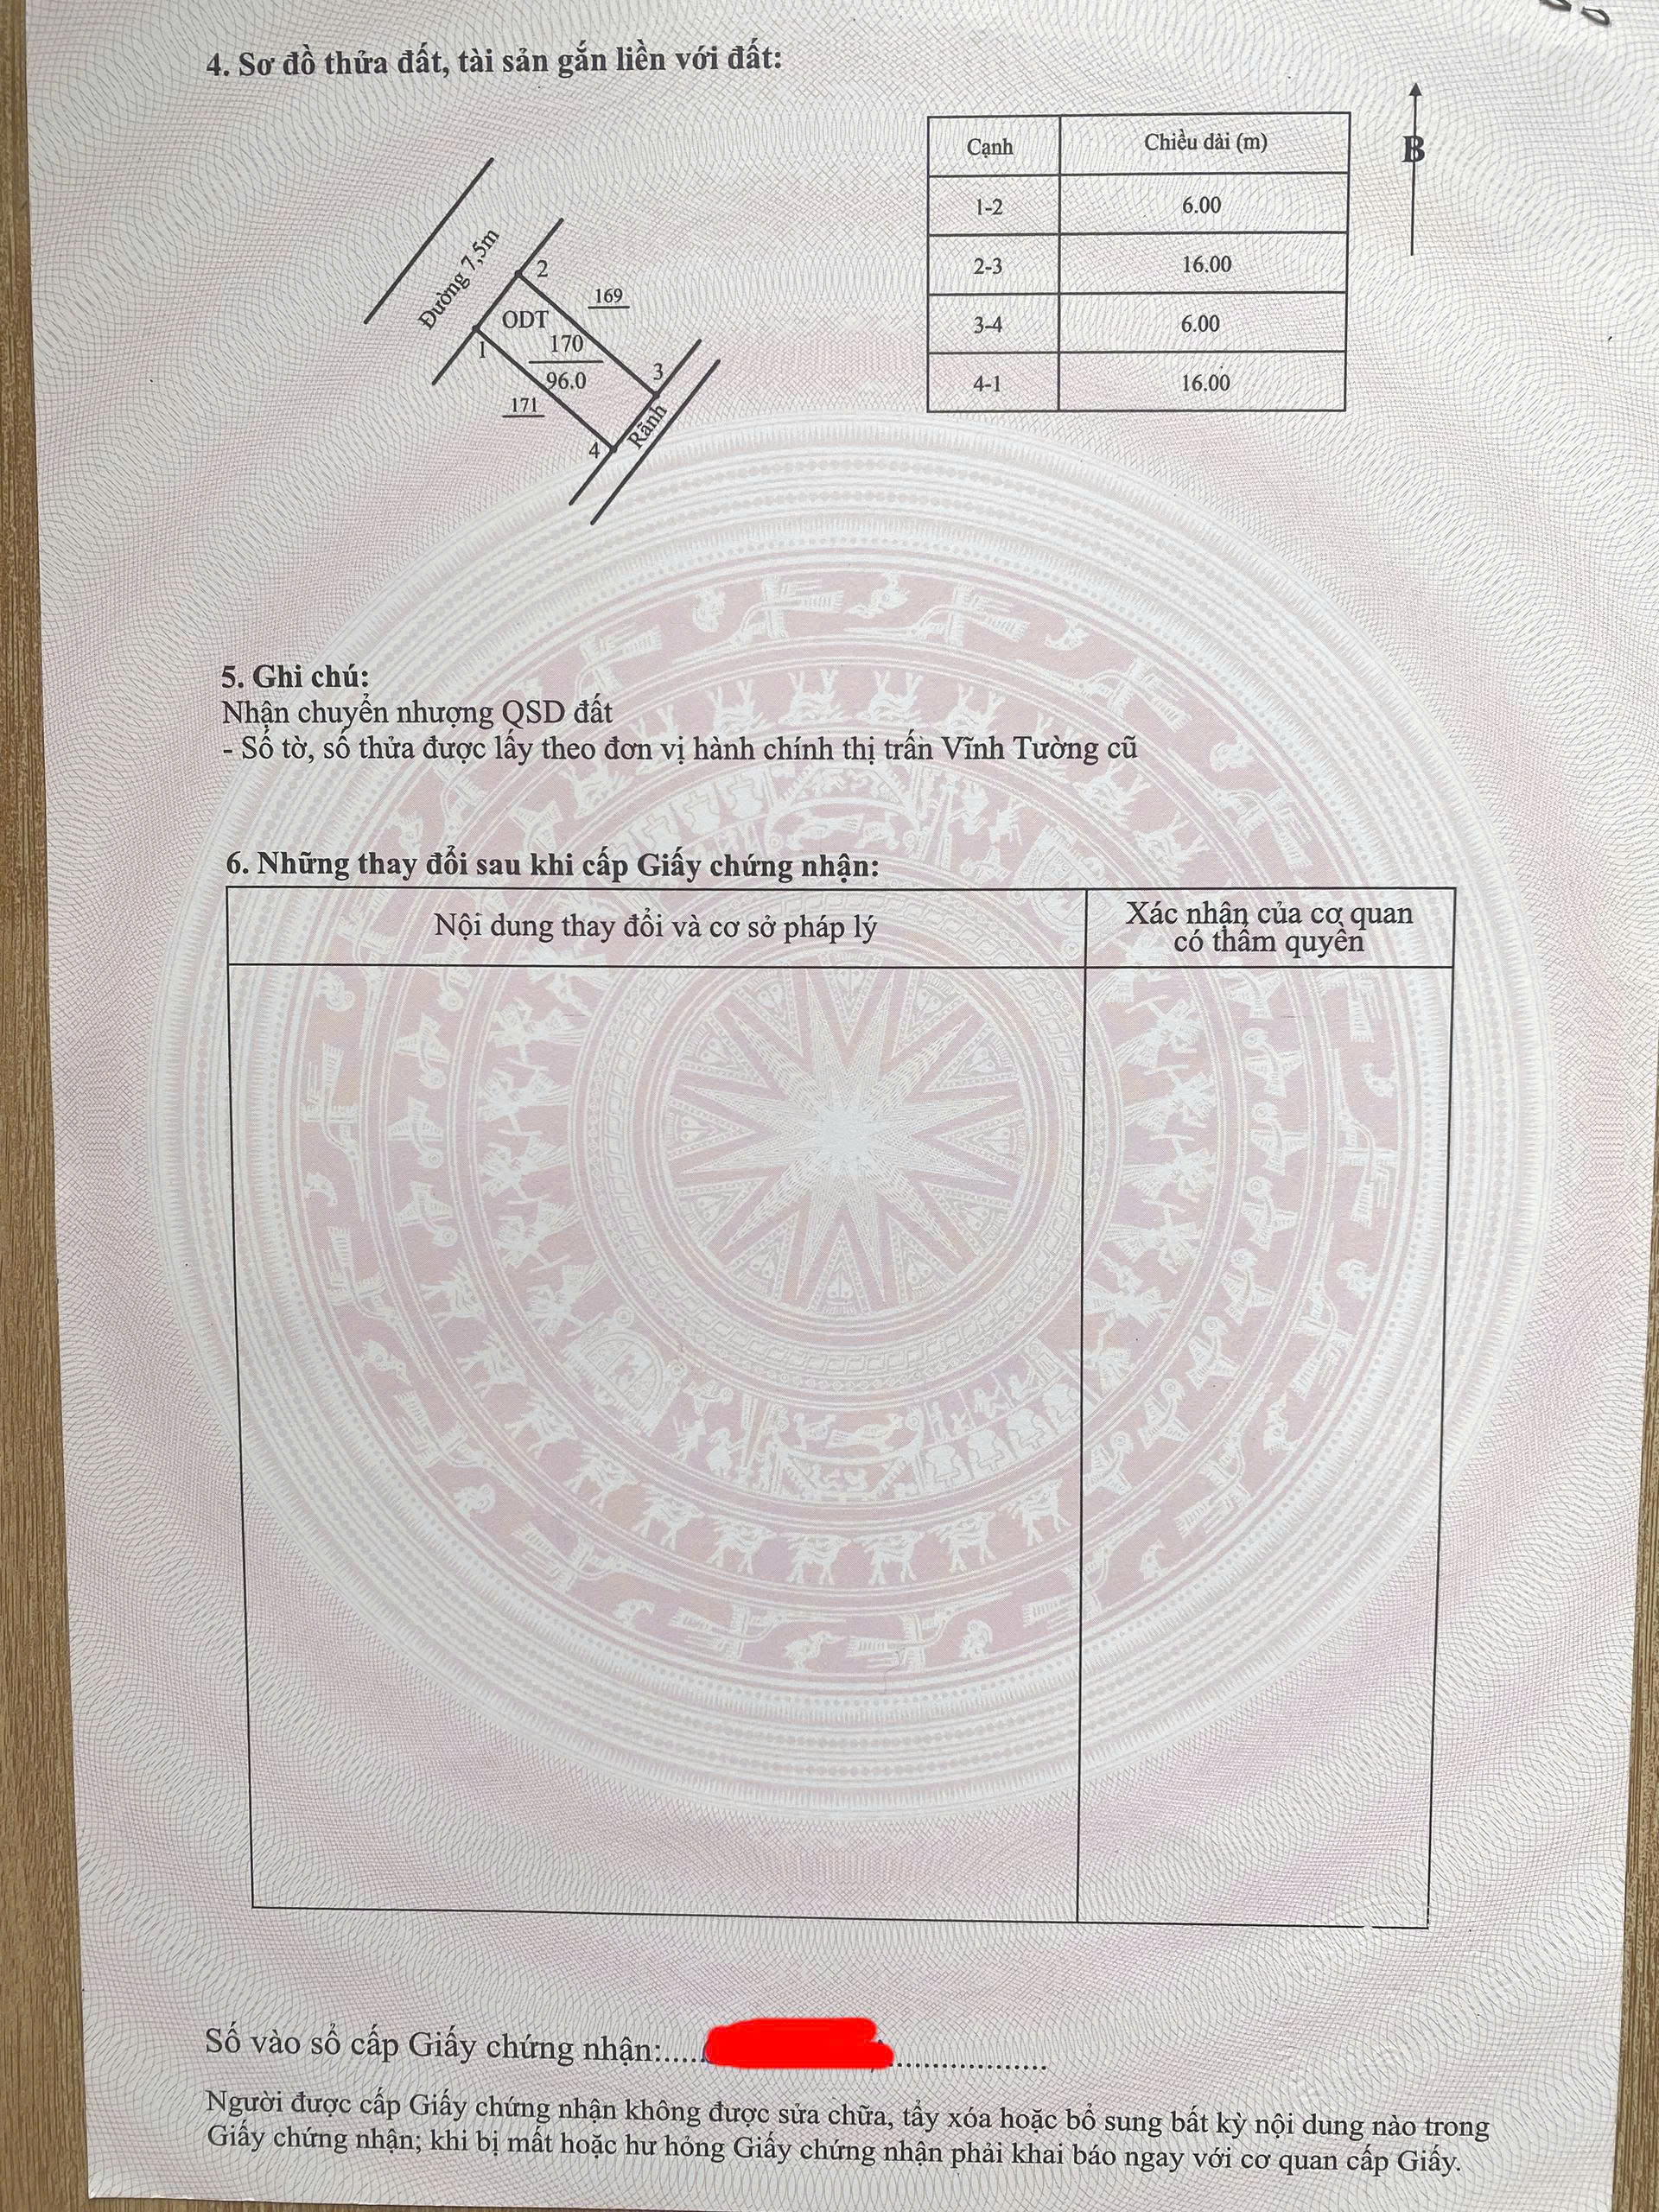 4. Sơ đồ thửa đất, tài sản gắn liền với đất:
Cạnh Chiều dài (m)
1-2 6.00
2-3 16.00
3-4 6.00
4-1 16.00
B
Đường 7,5m
2
169
ODT
1
170
96.0
3
171
4
Rãnh
5. Ghi chú:
Nhận chuyển nhượng QSD đất
- Số tờ, số thửa được lấy theo đơn vị hành chính thị trấn Vĩnh Tường cũ
6. Những thay đổi sau khi cấp Giấy chứng nhận:
Nội dung thay đổi và cơ sở pháp lý
Xác nhận của cơ quan
có thẩm quyền
Số vào sổ cấp Giấy chứng nhận:.....
Người được cấp Giấy chứng nhận không được sửa chữa, tẩy xóa hoặc bổ sung bất kỳ nội dung nào trong
Giấy chứng nhận; khi bị mất hoặc hư hỏng Giấy chứng nhận phải khai báo ngay với cơ quan cấp Giấy.